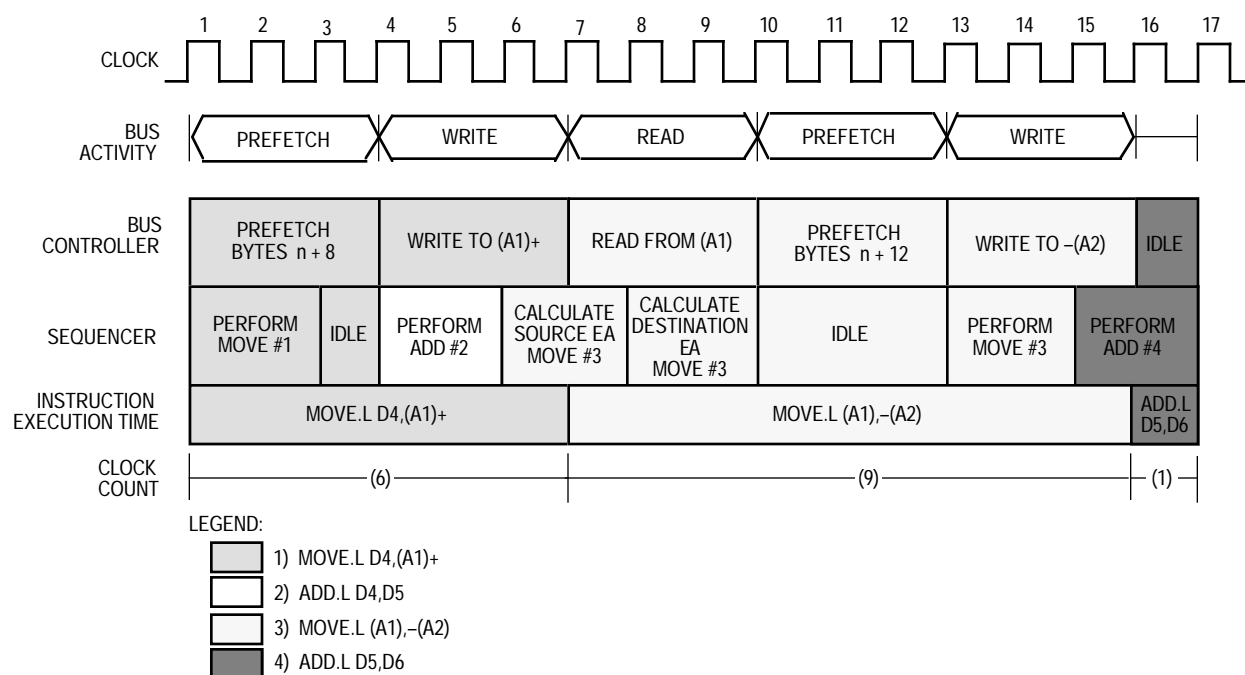 1 2 3 4 5 6 7 8 9 10 11 12 13 14 15 16 17
CLOCK
BUS
ACTIVITY
PREFETCH WRITE READ PREFETCH WRITE
BUS
CONTROLLER
PREFETCH
BYTES n + 8
WRITE TO (A1)+
READ FROM (A1)
PREFETCH
BYTES n + 12
WRITE TO –(A2)
IDLE
SEQUENCER
PERFORM
MOVE #1
IDLE
PERFORM
ADD #2
CALCULATE
SOURCE EA
MOVE #3
CALCULATE
DESTINATION
EA
MOVE #3
IDLE
PERFORM
MOVE #3
PERFORM
ADD #4
INSTRUCTION
EXECUTION TIME
MOVE.L D4,(A1)+
MOVE.L (A1),–(A2)
ADD.L
D5,D6
CLOCK
COUNT
(6) (9) (1)
LEGEND:
1) MOVE.L D4,(A1)+
2) ADD.L D4,D5
3) MOVE.L (A1),–(A2)
4) ADD.L D5,D6